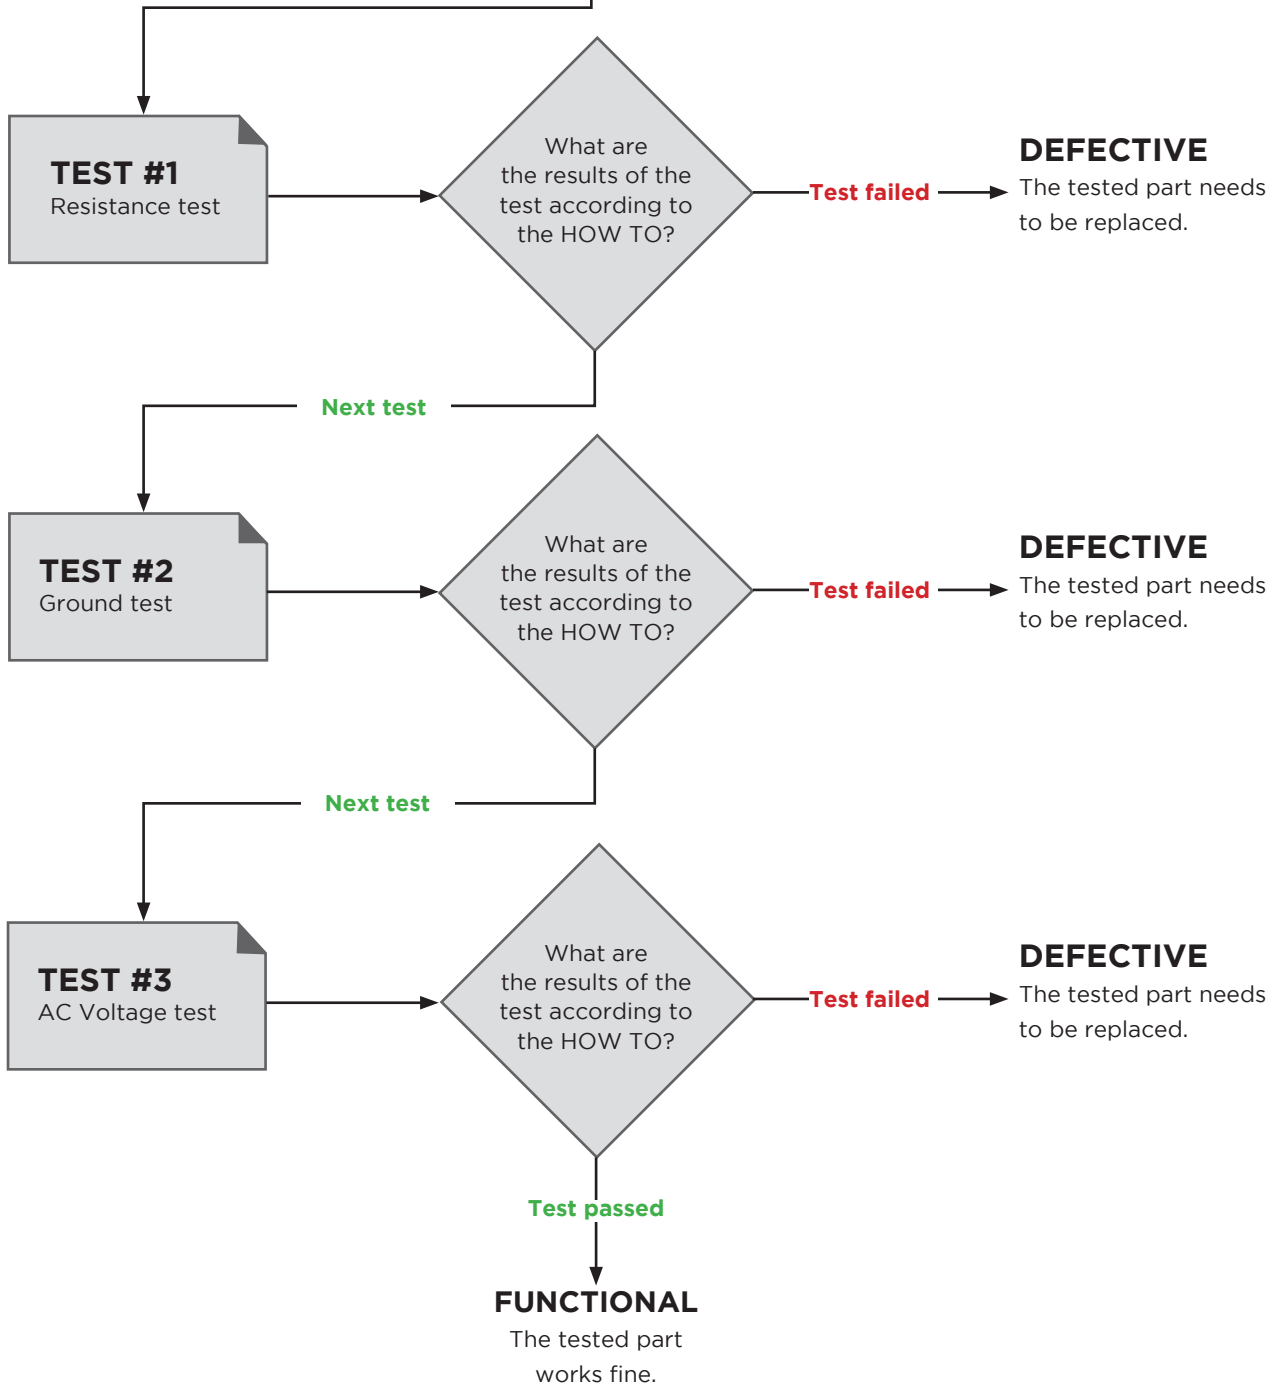 TEST #1
Resistance test
What are
the results of the
test according to
the HOW TO?
Test failed
DEFECTIVE
The tested part needs
to be replaced.
Next test
TEST #2
Ground test
What are
the results of the
test according to
the HOW TO?
Test failed
DEFECTIVE
The tested part needs
to be replaced.
Next test
TEST #3
AC Voltage test
What are
the results of the
test according to
the HOW TO?
Test failed
DEFECTIVE
The tested part needs
to be replaced.
Test passed
FUNCTIONAL
The tested part
works fine.